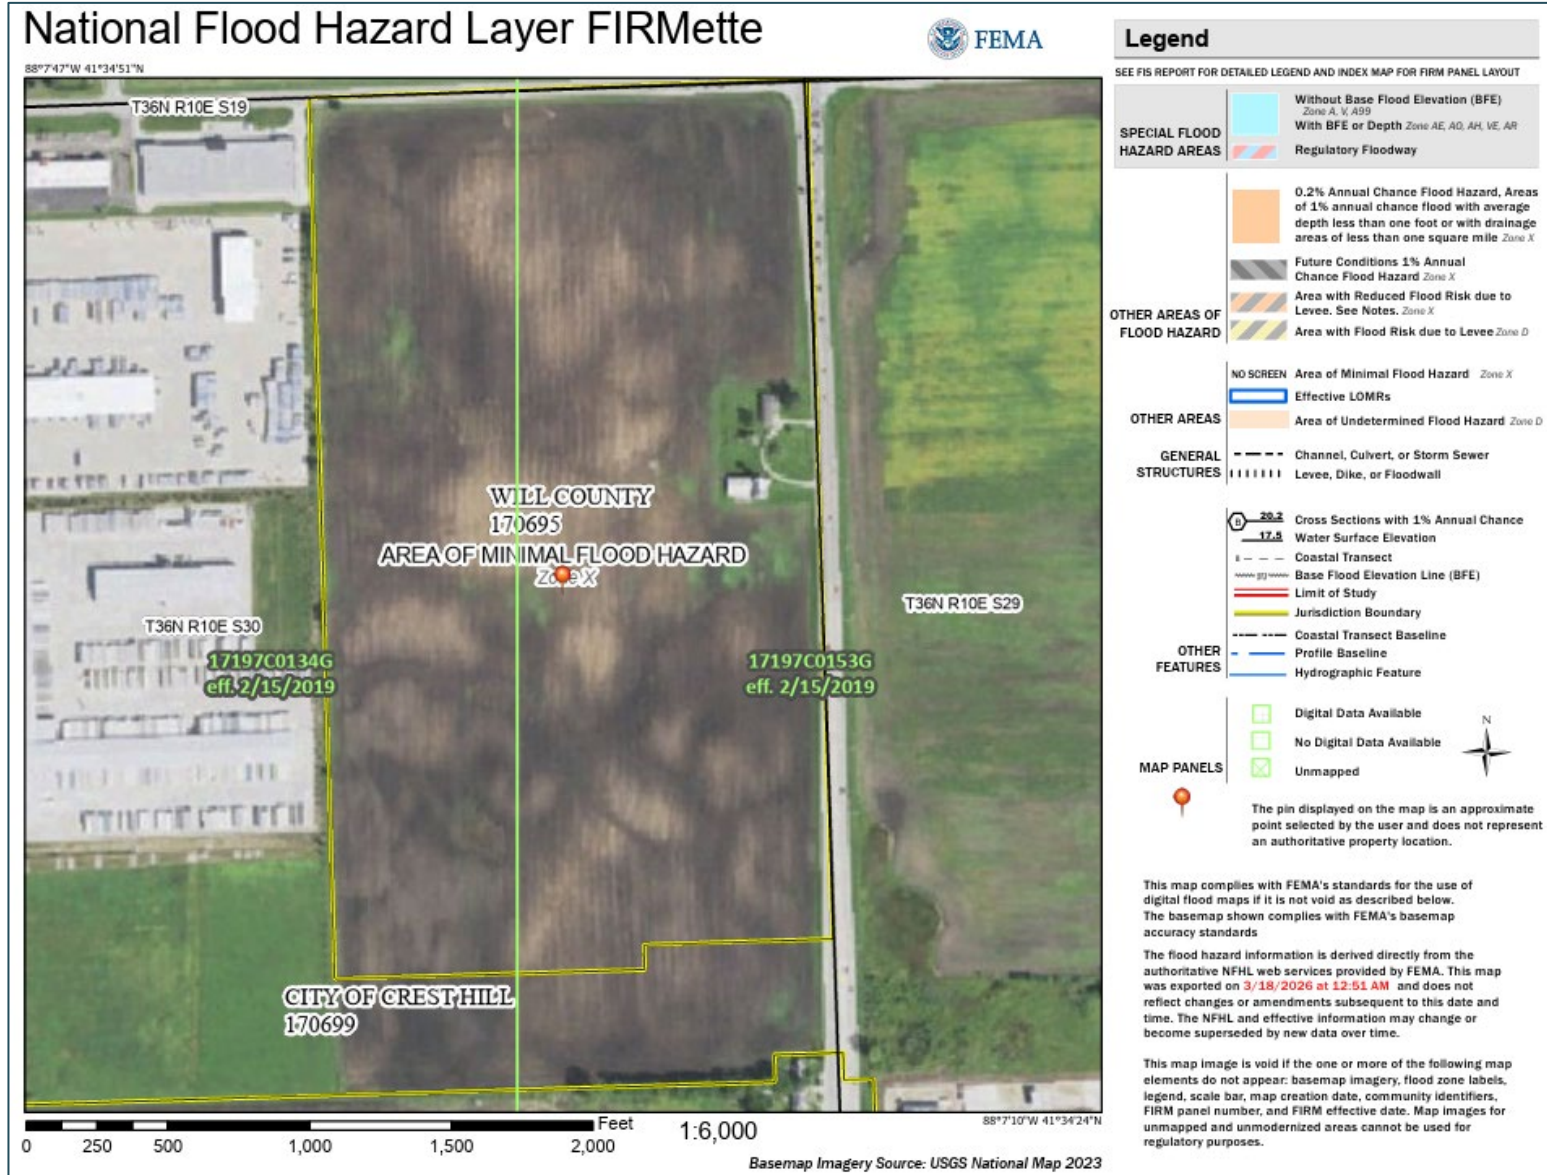 National Flood Hazard Layer FIRMette
FEMA
88°7'47"W 41°34'51"N
T36N R10E S19
WILL COUNTY
170695
AREA OF MINIMAL FLOOD HAZARD
Zone X
T36N R10E S29
T36N R10E S30
17197C0134G
eff. 2/15/2019
17197C0153G
eff. 2/15/2019
CITY OF CREST HILL
170699
88°7'10"W 41°34'24"N
0 250 500 1,000 1,500 2,000
Feet
1:6,000
Basemap Imagery Source: USGS National Map 2023
Legend
SEE FIS REPORT FOR DETAILED LEGEND AND INDEX MAP FOR FIRM PANEL LAYOUT
SPECIAL FLOOD
HAZARD AREAS
Without Base Flood Elevation (BFE)
Zone A, V, A99
With BFE or Depth Zone AE, AO, AH, VE, AR
Regulatory Floodway
0.2% Annual Chance Flood Hazard, Areas
of 1% annual chance flood with average
depth less than one foot or with drainage
areas of less than one square mile Zone X
Future Conditions 1% Annual
Chance Flood Hazard Zone X
OTHER AREAS OF
FLOOD HAZARD
Area with Reduced Flood Risk due to
Levee. See Notes. Zone X
Area with Flood Risk due to Levee Zone D
NO SCREEN Area of Minimal Flood Hazard Zone X
Effective LOMRs
OTHER AREAS
Area of Undetermined Flood Hazard Zone D
GENERAL
STRUCTURES
Channel, Culvert, or Storm Sewer
Levee, Dike, or Floodwall
B 20.2 Cross Sections with 1% Annual Chance
17.5 Water Surface Elevation
8 Coastal Transect
513 Base Flood Elevation Line (BFE)
Limit of Study
Jurisdiction Boundary
Coastal Transect Baseline
OTHER
FEATURES
Profile Baseline
Hydrographic Feature
Digital Data Available
No Digital Data Available
MAP PANELS
Unmapped
N
The pin displayed on the map is an approximate
point selected by the user and does not represent
an authoritative property location.
This map complies with FEMA's standards for the use of
digital flood maps if it is not void as described below.
The basemap shown complies with FEMA's basemap
accuracy standards
The flood hazard information is derived directly from the
authoritative NFHL web services provided by FEMA. This map
was exported on 3/18/2026 at 12:51 AM and does not
reflect changes or amendments subsequent to this date and
time. The NFHL and effective information may change or
become superseded by new data over time.
This map image is void if the one or more of the following map
elements do not appear: basemap imagery, flood zone labels,
legend, scale bar, map creation date, community identifiers,
FIRM panel number, and FIRM effective date. Map images for
unmapped and unmodernized areas cannot be used for
regulatory purposes.